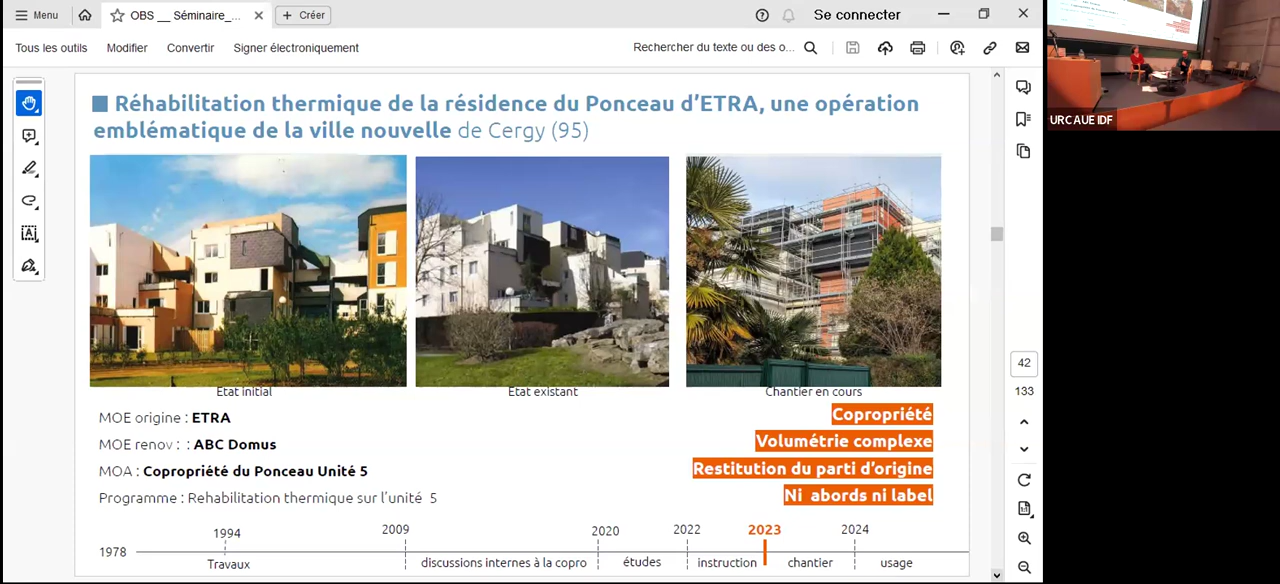 Menu
OBS __ Séminaire_...
Créer
Se connecter
Tous les outils
Modifier
Convertir
Signer électroniquement
Rechercher du texte ou des o...
Réhabilitation thermique de la résidence du Ponceau d'ETRA, une opération
emblématique de la ville nouvelle de Cergy (95)
Etat initial
Etat existant
Chantier en cours
MOE origine : ETRA
MOE renov : : ABC Domus
MOA : Copropriété du Ponceau Unité 5
Programme : Rehabilitation thermique sur l'unité 5
Copropriété
Volumétrie complexe
Restitution du parti d'origine
Ni abords ni label
1978
1994
2009
2020
2022
2023
2024
Travaux
discussions internes à la copro
études
instruction
chantier
usage
42
133
URCAUE IDF